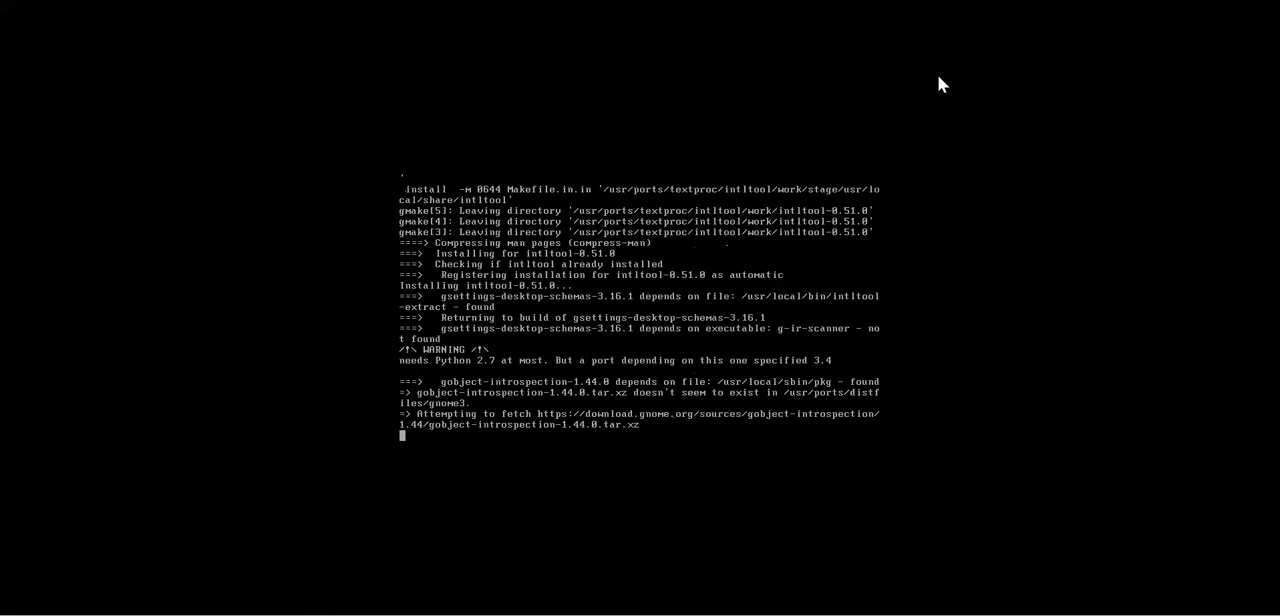 '
install  -m 0644 Makefile.in.in '/usr/ports/textproc/intltool/work/stage/usr/lo
cal/share/intltool'
gmake[5]: Leaving directory '/usr/ports/textproc/intltool/work/intltool-0.51.0'
gmake[4]: Leaving directory '/usr/ports/textproc/intltool/work/intltool-0.51.0'
gmake[3]: Leaving directory '/usr/ports/textproc/intltool/work/intltool-0.51.0'
====> Compressing man pages (compress-man)
===>  Installing for intltool-0.51.0
===>  Checking if intltool already installed
===>   Registering installation for intltool-0.51.0 as automatic
Installing intltool-0.51.0...
===>   gsettings-desktop-schemas-3.16.1 depends on file: /usr/local/bin/intltool
-extract - found
===>   Returning to build of gsettings-desktop-schemas-3.16.1
===>   gsettings-desktop-schemas-3.16.1 depends on executable: g-ir-scanner - no
t found
/!\ WARNING /!\
needs Python 2.7 at most. But a port depending on this one specified 3.4
===>   gobject-introspection-1.44.0 depends on file: /usr/local/sbin/pkg - found
=> gobject-introspection-1.44.0.tar.xz doesn't seem to exist in /usr/ports/distf
iles/gnome3.
=> Attempting to fetch https://download.gnome.org/sources/gobject-introspection/
1.44/gobject-introspection-1.44.0.tar.xz